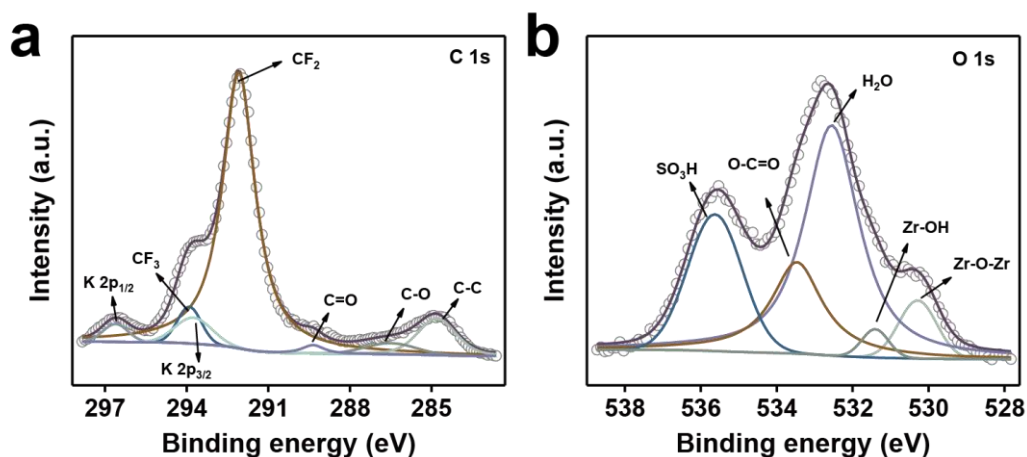 a
C 1s
CF₂
CF₃
K 2p₁/₂
K 2p₃/₂
C=O
C-O
C-C
Intensity (a.u.)
297 294 291 288 285
Binding energy (eV)
b
O 1s
H₂O
O-C=O
SO₃H
Zr-OH
Zr-O-Zr
Intensity (a.u.)
538 536 534 532 530 528
Binding energy (eV)